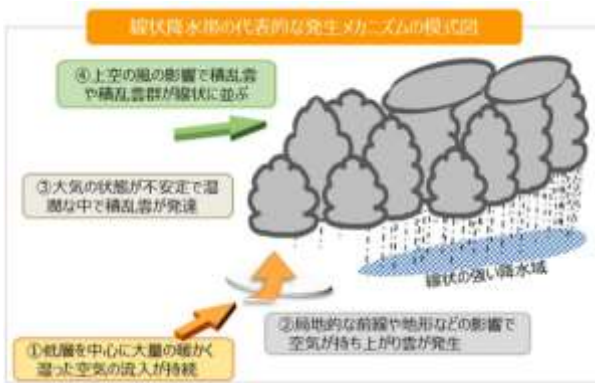 線状降水帯の代表的な発生メカニズムの模式図
④上空の風の影響で積乱雲
や積乱雲群が線状に並ぶ
③大気の状態が不安定で湿
潤な中で積乱雲が発達
線状の強い降水域
②局地的な前線や地形などの影響で
空気が持ち上がり雲が発生
①低層を中心に大量の暖かく
湿った空気の流入が持続